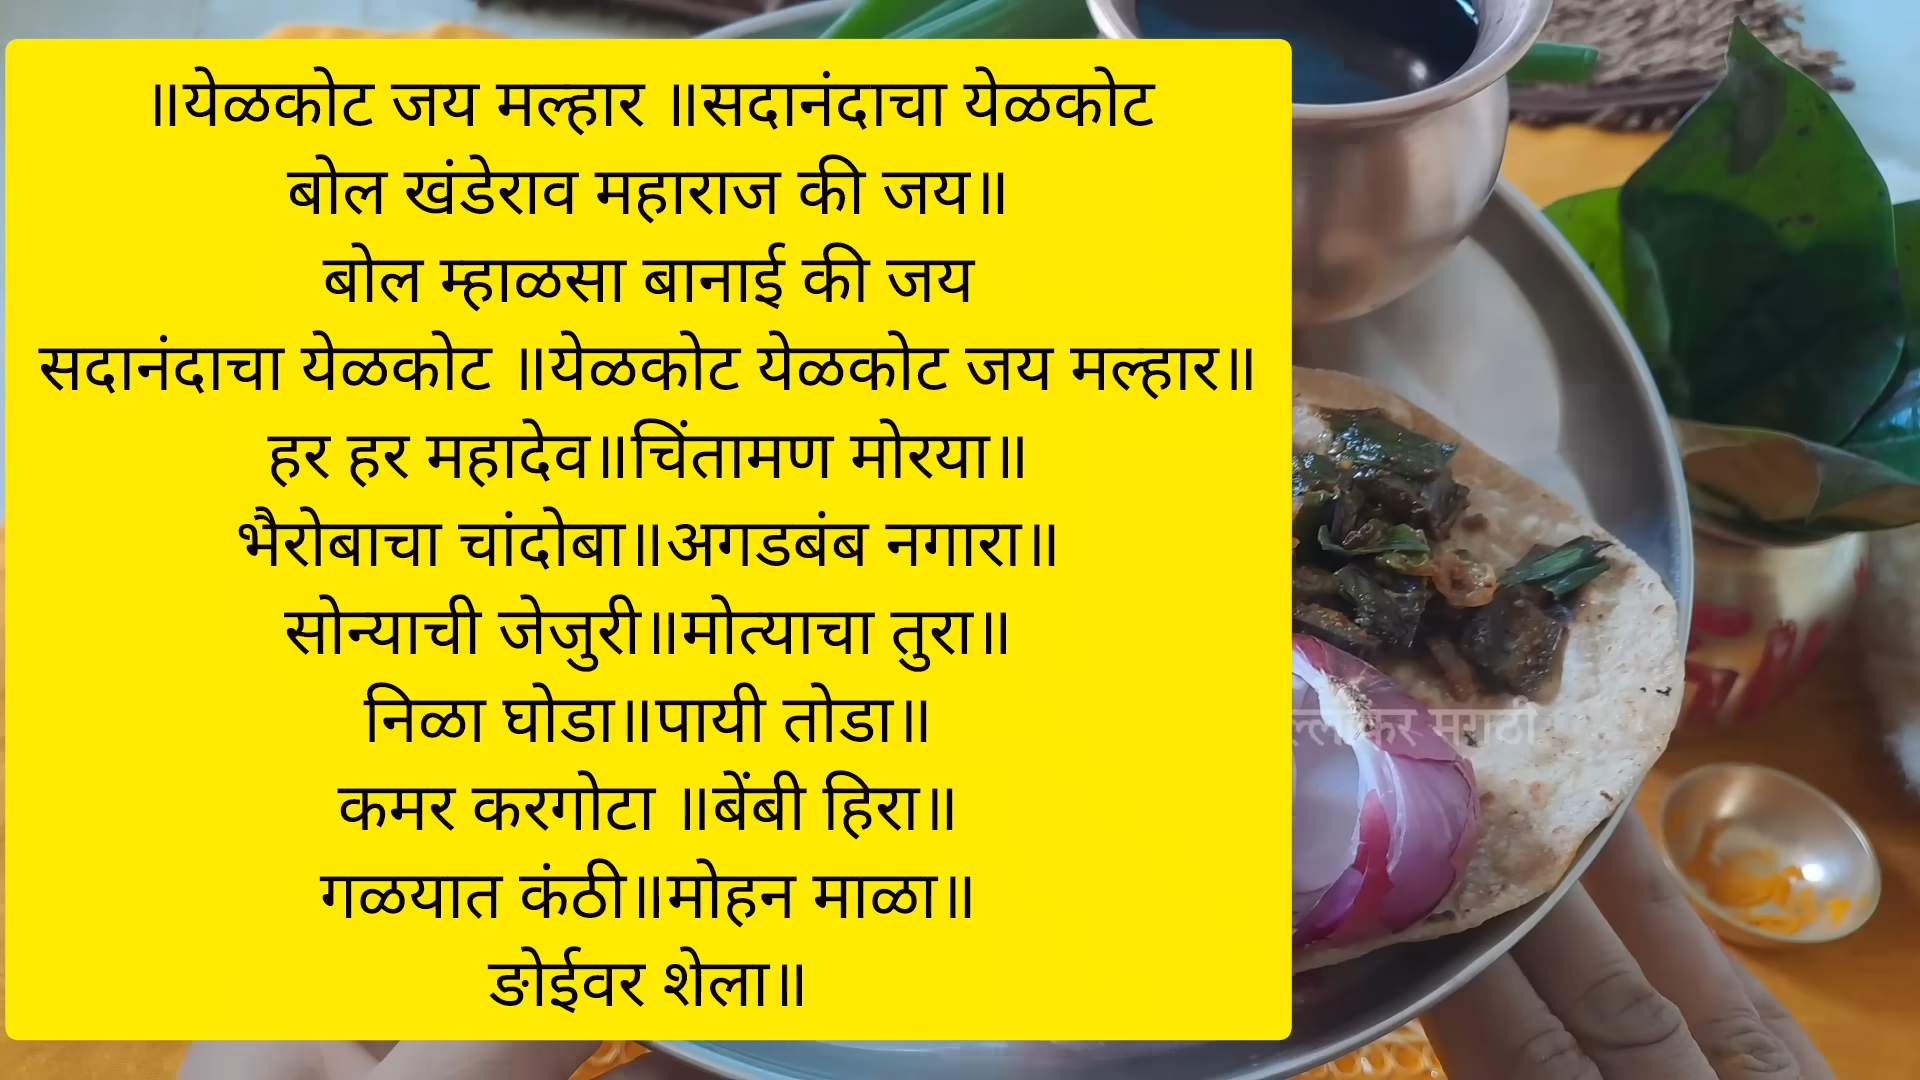 ॥येळकोट जय मल्हार ॥सदानंदाचा येळकोट
बोल खंडेराव महाराज की जय॥
बोल म्हाळसा बानाई की जय
सदानंदाचा येळकोट ॥येळकोट येळकोट जय मल्हार॥
हर हर महादेव॥चिंतामण मोरया॥
भैरोबाचा चांदोबा॥अगडबंब नगारा॥
सोन्याची जेजुरी॥मोत्याचा तुरा॥
निळा घोडा॥पायी तोडा॥
कमर करगोटा ॥बेंबी हिरा॥
गळयात कंठी॥मोहन माळा॥
ङोईवर शेला॥
मराठी